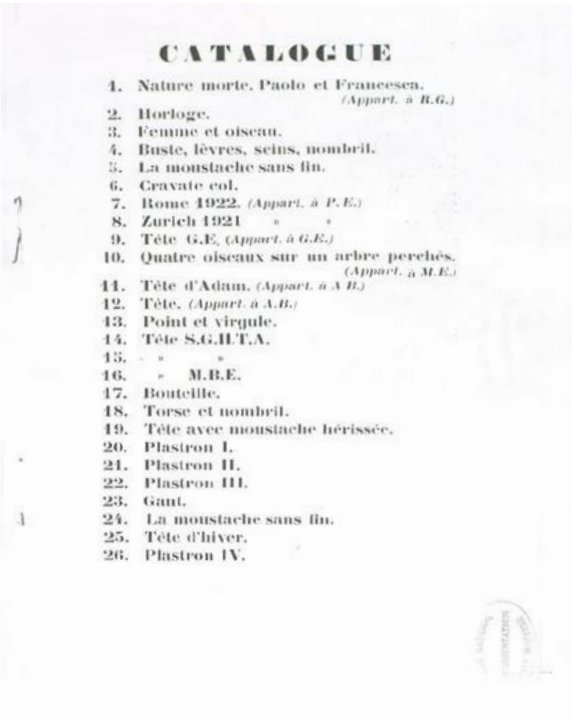 CATALOGUE
1. Nature morte. Paolo et Francesca.
(Appart. à R.G.)
2. Horloge.
3. Femme et oiseau.
4. Buste, lèvres, seins, nombril.
5. La moustache sans fin.
6. Cravate col.
7. Rome 1922. (Appart. à P.E.)
8. Zurich 1921 " "
9. Tête G.E. (Appart. à G.E.)
10. Quatre oiseaux sur un arbre perchés.
(Appart. à M.E.)
11. Tête d'Adam. (Appart. à A B.)
12. Tête. (Appart. à A.B.)
13. Point et virgule.
14. Tête S.G.H.T.A.
15. " "
16. " M.B.E.
17. Bouteille.
18. Torse et nombril.
19. Tête avec moustache hérissée.
20. Plastron I.
21. Plastron II.
22. Plastron III.
23. Gant.
24. La moustache sans fin.
25. Tête d'hiver.
26. Plastron IV.